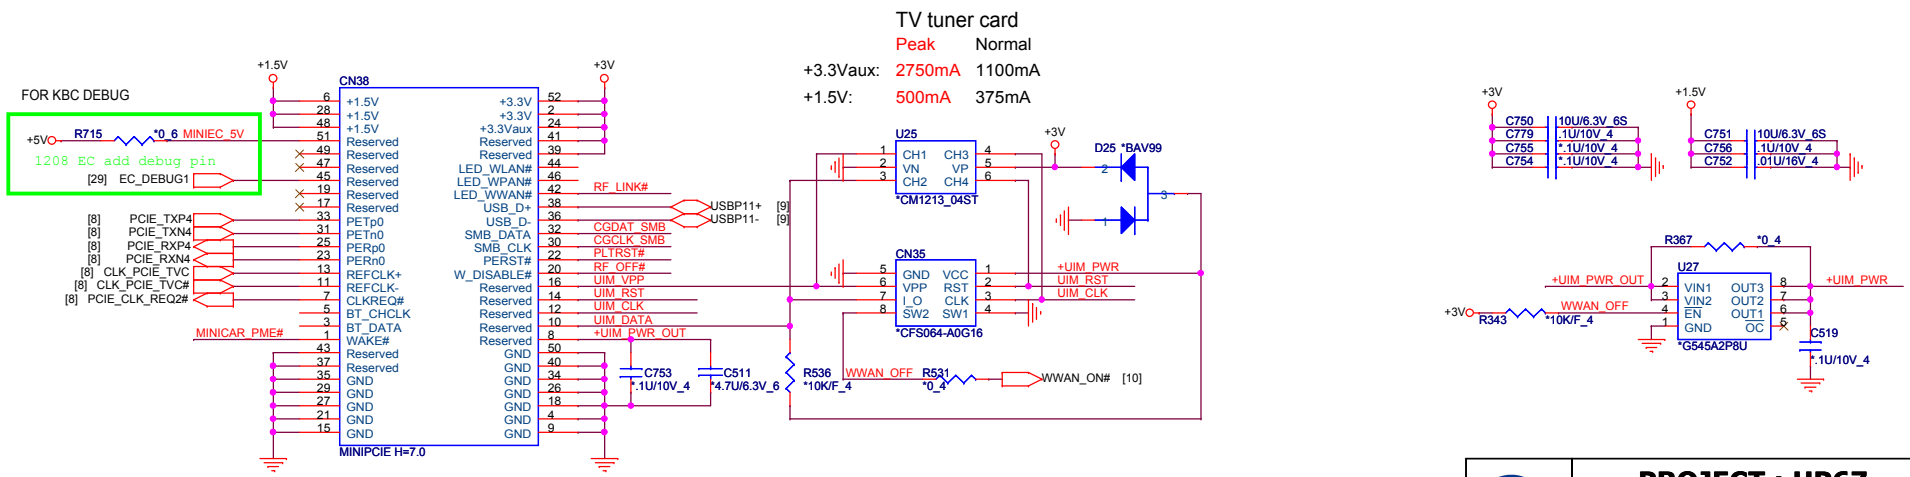 TV tuner card
Peak Normal
+3.3Vaux: 2750mA 1100mA
+1.5V: 500mA 375mA
FOR KBC DEBUG
+5V R715 *0_6 MINIEC_5V
1208 EC add debug pin
[29] EC_DEBUG1
[8] PCIE_TXP4
[8] PCIE_TXN4
[8] PCIE_RXP4
[8] PCIE_RXN4
[8] CLK_PCIE_TVC
[8] CLK_PCIE_TVC#
[8] PCIE_CLK_REQ2#
MINICAR_PME#
+1.5V
+3V
CN38
6 +1.5V +3.3V 52
28 +1.5V +3.3V 2
48 +1.5V +3.3Vaux 24
51 Reserved Reserved 41
49 Reserved Reserved 39
47 Reserved LED_WLAN# 44
45 Reserved LED_WPAN# 46
19 Reserved LED_WWAN# 42 RF_LINK#
17 Reserved USB_D+ 38 USBP11+ [9]
33 PETp0 USB_D- 36 USBP11- [9]
31 PETn0 SMB_DATA 32 CGDAT_SMB
25 PERp0 SMB_CLK 30 CGCLK_SMB
23 PERn0 PERST# 22 PLTRST#
13 REFCLK+ W_DISABLE# 20 RF_OFF#
11 REFCLK- Reserved 16 UIM_VPP
7 CLKREQ# Reserved 14 UIM_RST
5 BT_CHCLK Reserved 12 UIM_CLK
3 BT_DATA Reserved 10 UIM_DATA
1 WAKE# Reserved 8 +UIM_PWR_OUT
43 Reserved GND 50
37 Reserved GND 40
35 GND GND 34
29 GND GND 26
27 GND GND 18
21 GND GND 4
15 GND GND 9
MINIPCIE H=7.0
C753
*.1U/10V_4
C511
*4.7U/6.3V_6
R536
*10K/F_4
U25
1 CH1 CH3 4
2 VN VP 5
3 CH2 CH4 6
*CM1213_04ST
+3V
D25 *BAV99
2
3
1
CN35
5 GND VCC 1 +UIM_PWR
6 VPP RST 2 UIM_RST
7 I_O CLK 3 UIM_CLK
8 SW2 SW1 4
*CFS064-A0G16
WWAN_OFF R531 *0_4 WWAN_ON# [10]
+3V
C750 10U/6.3V_6S
C779 .1U/10V_4
C755 *.1U/10V_4
C754 *.1U/10V_4
+1.5V
C751 10U/6.3V_6S
C756 .1U/10V_4
C752 .01U/16V_4
R367 *0_4
U27
+UIM_PWR_OUT 2 VIN1 OUT3 8 +UIM_PWR
3 VIN2 OUT2 7
+3V R343 *10K/F_4 WWAN_OFF 4 EN OUT1 6
1 GND OC 5
*G545A2P8U
C519
*.1U/10V_4